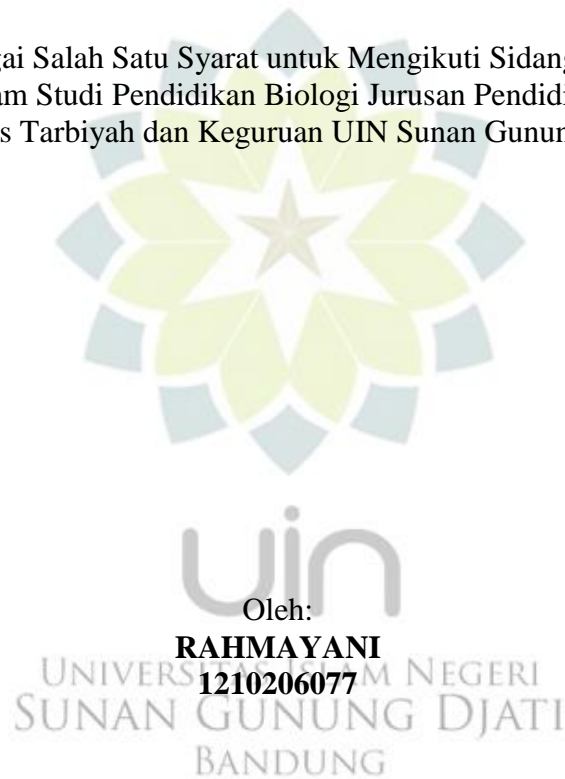 gai Salah Satu Syarat untuk Mengikuti Sidang
am Studi Pendidikan Biologi Jurusan Pendidi
s Tarbiyah dan Keguruan UIN Sunan Gunun
uin
Oleh:
RAHMAYANI
UNIVERSITAS ISLAM NEGERI
1210206077
SUNAN GUNUNG DJATI
BANDUNG